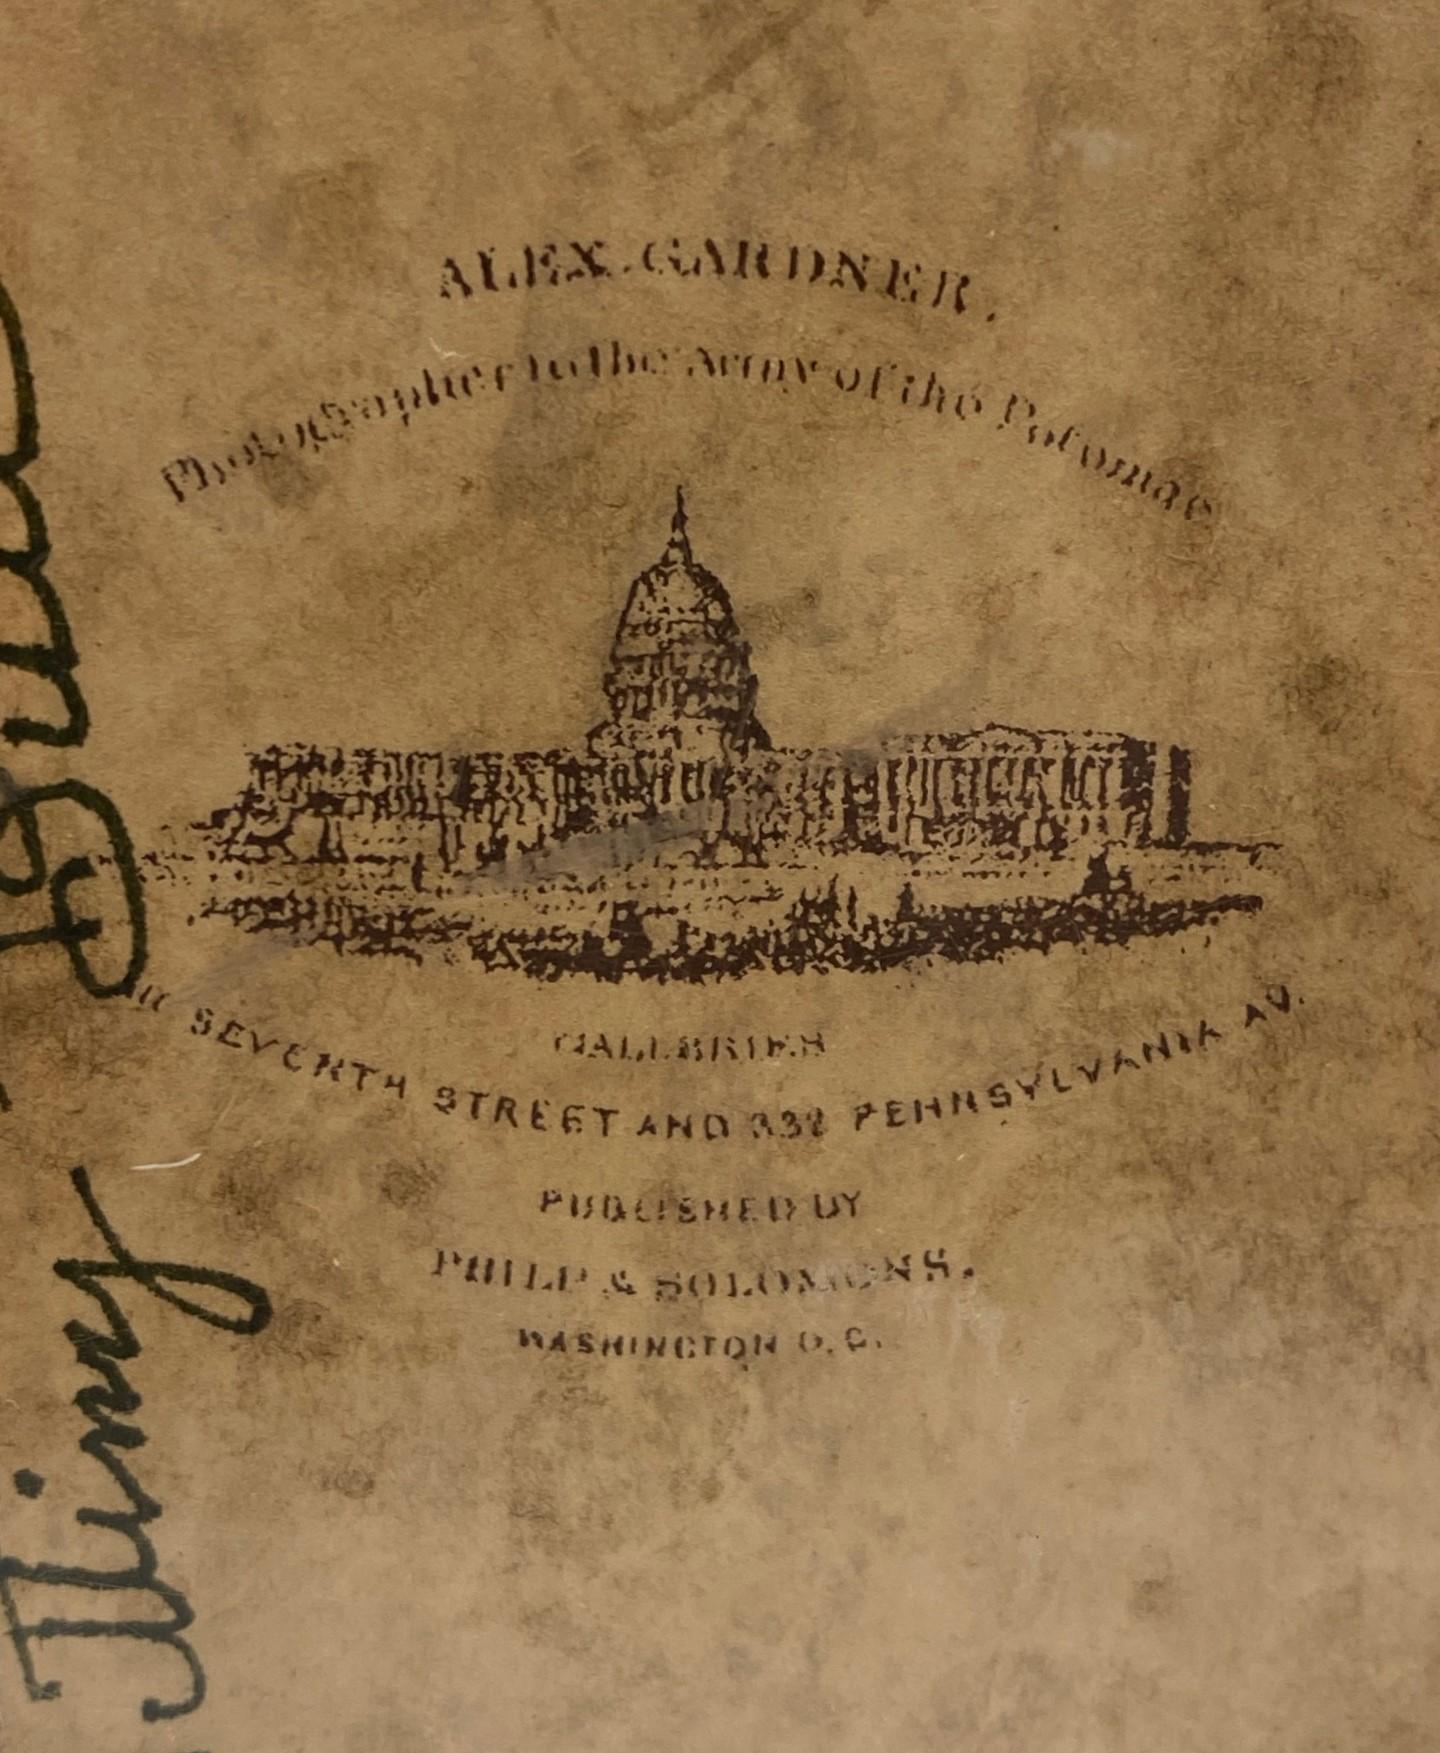 ALEX. GARDNER.
Photographer to the Army of the Potomac
GALLERIES
511 SEVENTH STREET AND 332 PENNSYLVANIA AV.
PUBLISHED BY
PHILP & SOLOMONS.
WASHINGTON D.C.